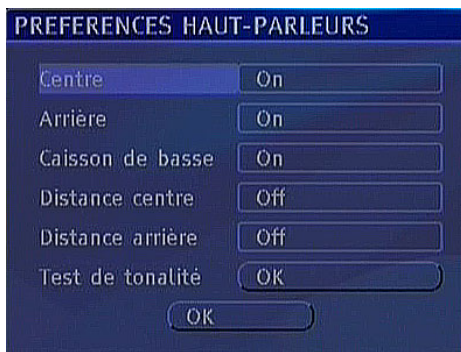 PREFERENCES HAUT-PARLEURS
Centre On
Arrière On
Caisson de basse On
Distance centre Off
Distance arrière Off
Test de tonalité OK
OK